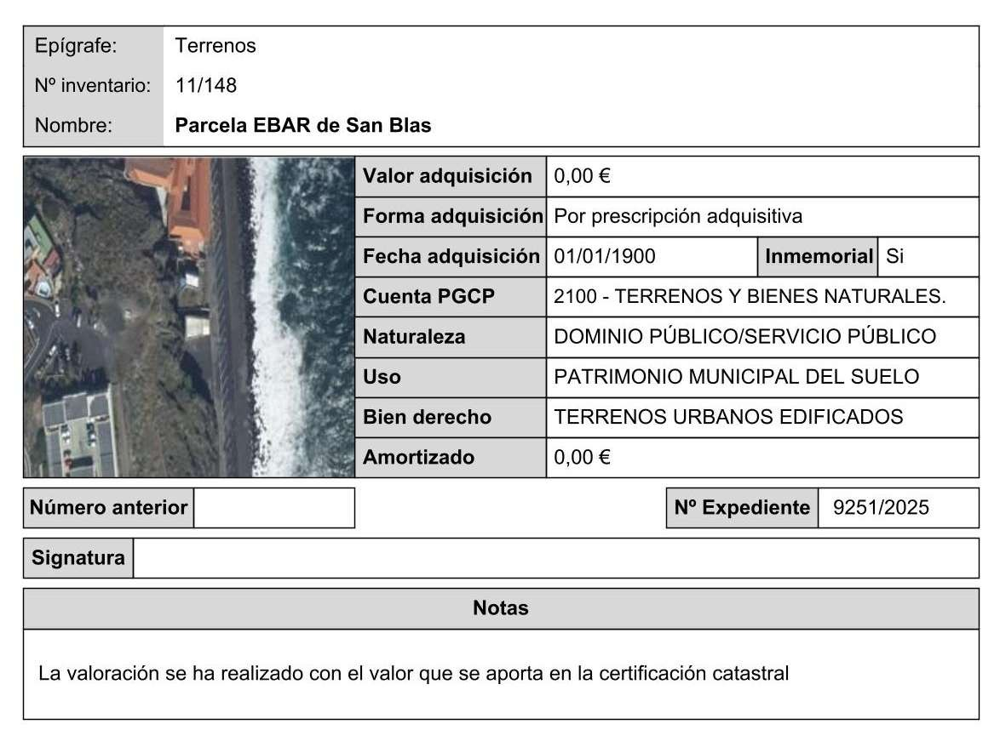 Epígrafe: Terrenos
Nº inventario: 11/148
Nombre: Parcela EBAR de San Blas
Valor adquisición 0,00 €
Forma adquisición Por prescripción adquisitiva
Fecha adquisición 01/01/1900 Inmemorial Si
Cuenta PGCP 2100 - TERRENOS Y BIENES NATURALES.
Naturaleza DOMINIO PÚBLICO/SERVICIO PÚBLICO
Uso PATRIMONIO MUNICIPAL DEL SUELO
Bien derecho TERRENOS URBANOS EDIFICADOS
Amortizado 0,00 €
Número anterior Nº Expediente 9251/2025
Signatura
Notas
La valoración se ha realizado con el valor que se aporta en la certificación catastral